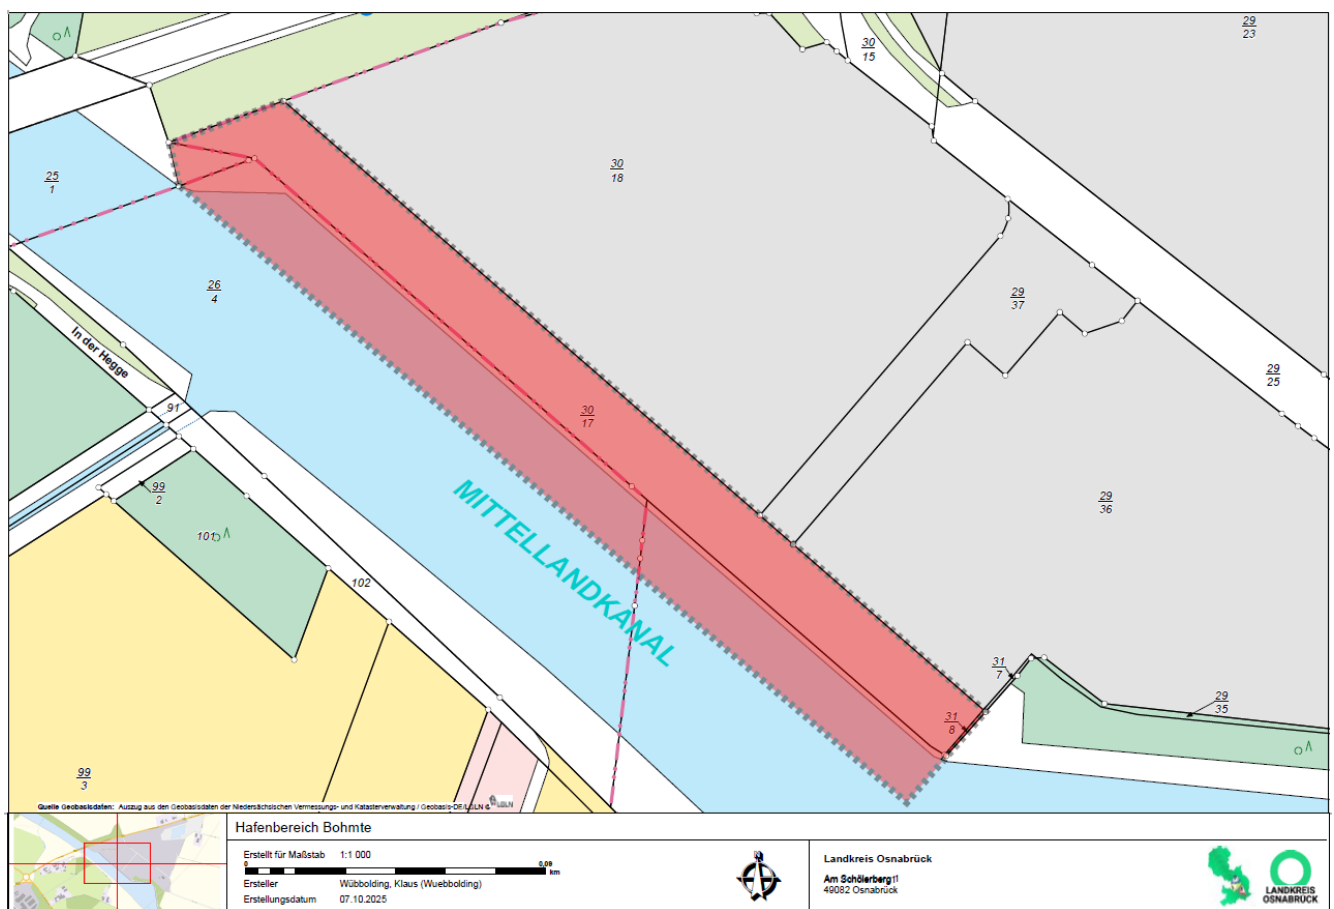 29
23
30
15
30
18
25
1
26
4
29
37
In der Hegge
29
25
91
30
17
99
2
29
36
101
MITTELLANDKANAL
102
31
7
29
35
31
8
99
3
Quelle Geobasisdaten: Auszug aus den Geobasisdaten der Niedersächsischen Vermessungs- und Katasterverwaltung / Geobasis-DE/LGLN
LGLN
Hafenbereich Bohmte
Erstellt für Maßstab 1:1 000
0 0,09
km
Ersteller Wübbolding, Klaus (Wuebbolding)
Erstellungsdatum 07.10.2025
N
Landkreis Osnabrück
Am Schölerberg 1
49082 Osnabrück
LANDKREIS
OSNABRÜCK